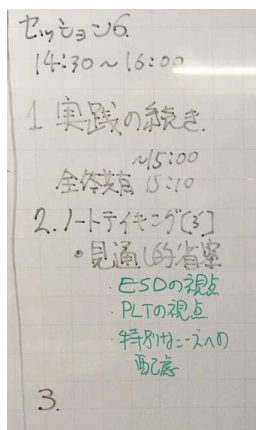 セッション6.
14:30～16:00
1 実践の続き.
～15:00
全体共有 15:10
2. ノートテイキング[3]
・見通し的省察
・ESDの視点
・PLTの視点
・特別なニーズへの
配慮
3.